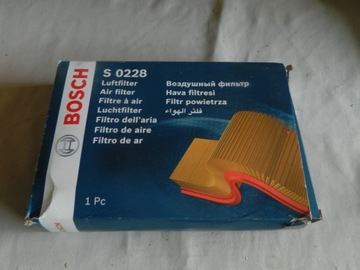 BOSCH
S 0228
Luftfilter
Air filter
Filtre à air
Luchtfilter
Filtro dell'aria
Filtro de aire
Filtro de ar
Воздушный фильтр
Hava filtresi
Filtr powietrza
فلتر الهواء
1 Pc